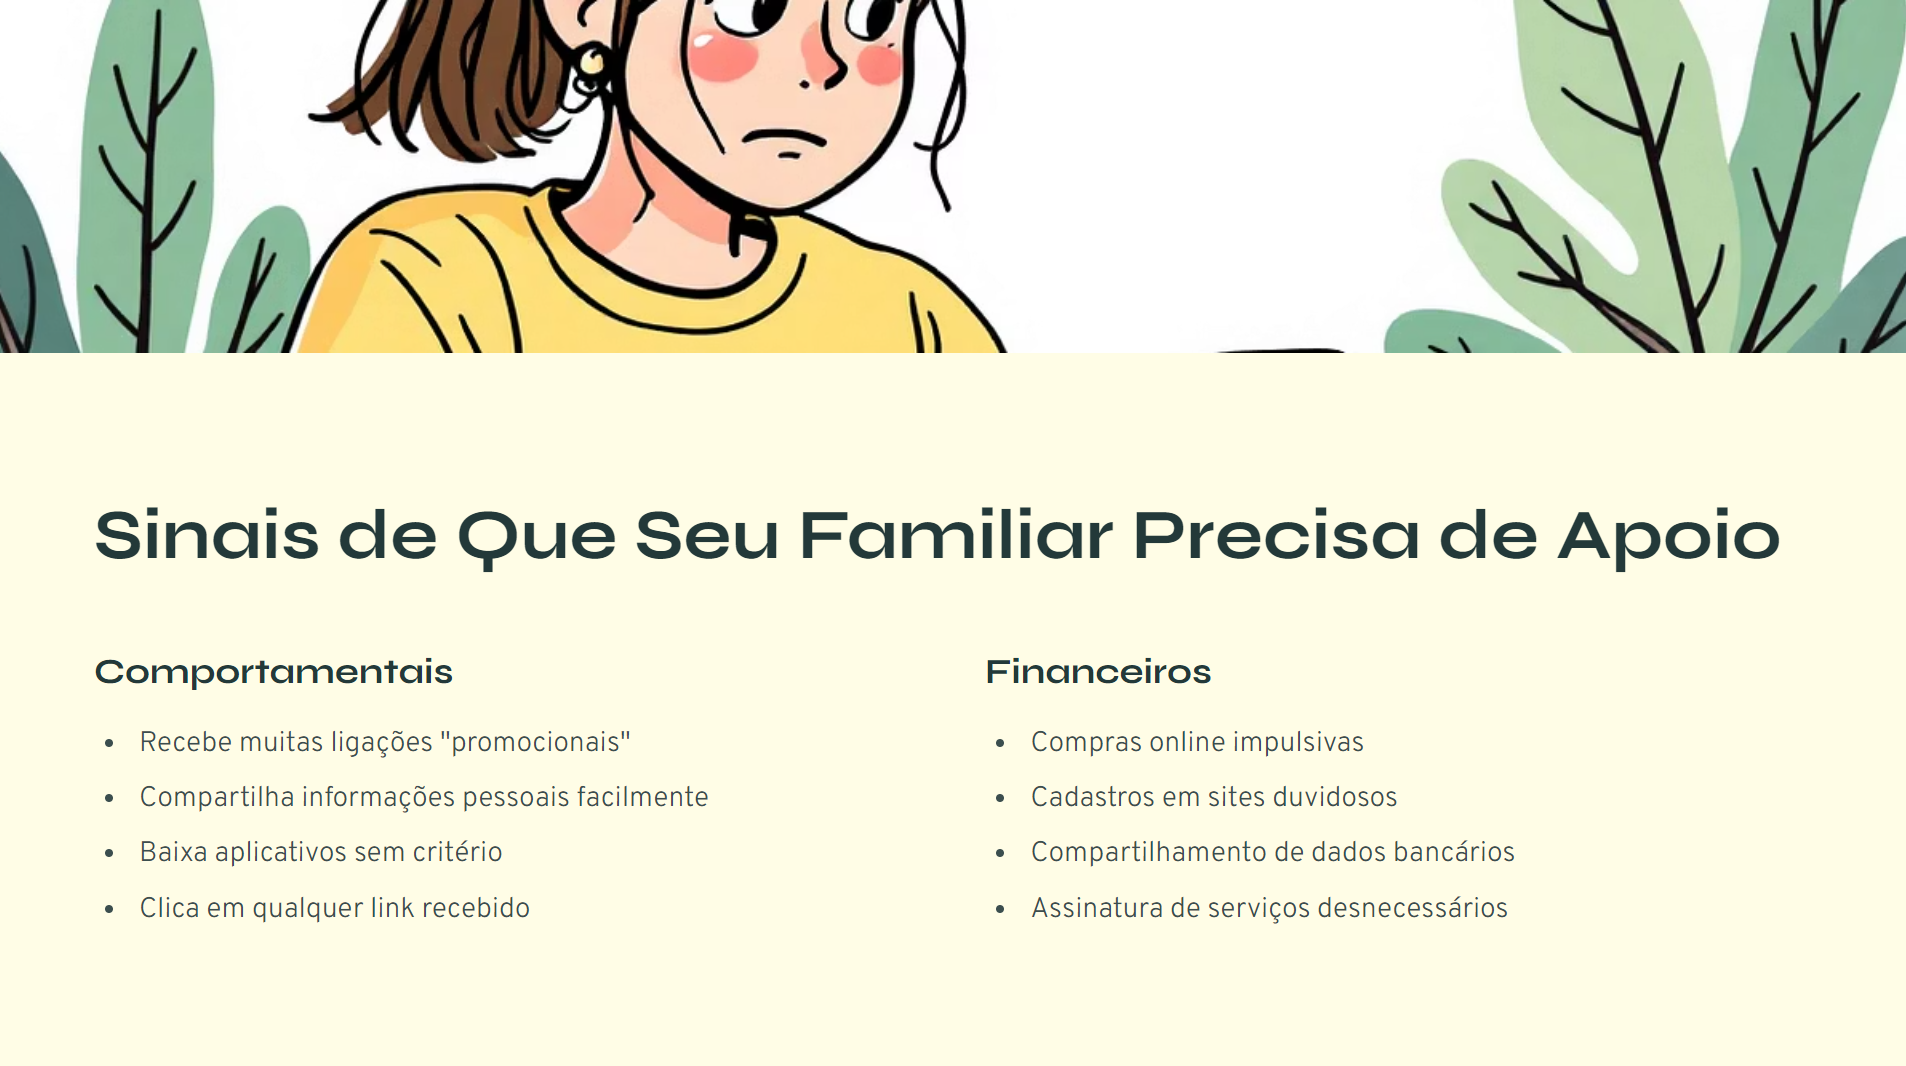 Sinais de Que Seu Familiar Precisa de Apoio
Comportamentais
• Recebe muitas ligações "promocionais"
• Compartilha informações pessoais facilmente
• Baixa aplicativos sem critério
• Clica em qualquer link recebido
Financeiros
• Compras online impulsivas
• Cadastros em sites duvidosos
• Compartilhamento de dados bancários
• Assinatura de serviços desnecessários